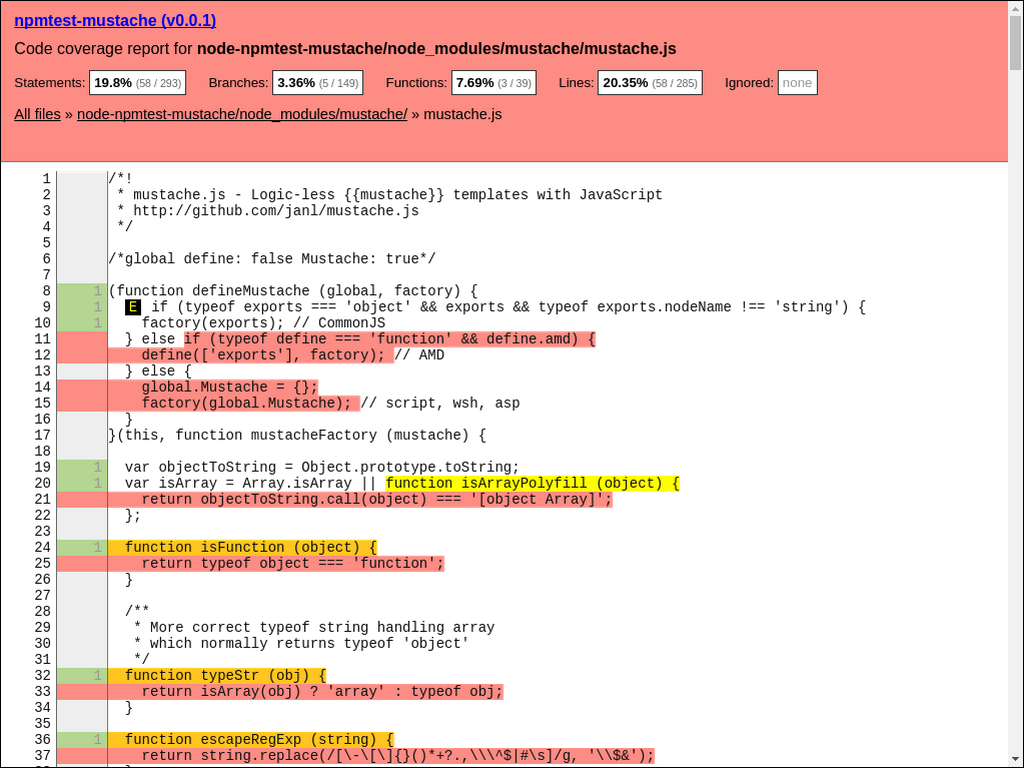 npmtest-mustache (v0.0.1)
Code coverage report for node-npmtest-mustache/node_modules/mustache/mustache.js
Statements: 19.8% (58 / 293) Branches: 3.36% (5 / 149) Functions: 7.69% (3 / 39) Lines: 20.35% (58 / 285) Ignored: none
All files » node-npmtest-mustache/node_modules/mustache/ » mustache.js
1 /*!
2  * mustache.js - Logic-less {{mustache}} templates with JavaScript
3  * http://github.com/janl/mustache.js
4  */
5
6 /*global define: false Mustache: true*/
7
8 1 (function defineMustache (global, factory) {
9 1   E if (typeof exports === 'object' && exports && typeof exports.nodeName !== 'string') {
10 1     factory(exports); // CommonJS
11   } else if (typeof define === 'function' && define.amd) {
12     define(['exports'], factory); // AMD
13   } else {
14     global.Mustache = {};
15     factory(global.Mustache); // script, wsh, asp
16   }
17 }(this, function mustacheFactory (mustache) {
18
19 1   var objectToString = Object.prototype.toString;
20 1   var isArray = Array.isArray || function isArrayPolyfill (object) {
21     return objectToString.call(object) === '[object Array]';
22   };
23
24 1   function isFunction (object) {
25     return typeof object === 'function';
26   }
27
28   /**
29    * More correct typeof string handling array
30    * which normally returns typeof 'object'
31    */
32 1   function typeStr (obj) {
33     return isArray(obj) ? 'array' : typeof obj;
34   }
35
36 1   function escapeRegExp (string) {
37     return string.replace(/[\-\[\]{}()*+?.,\\\^$|#\s]/g, '\\$&');